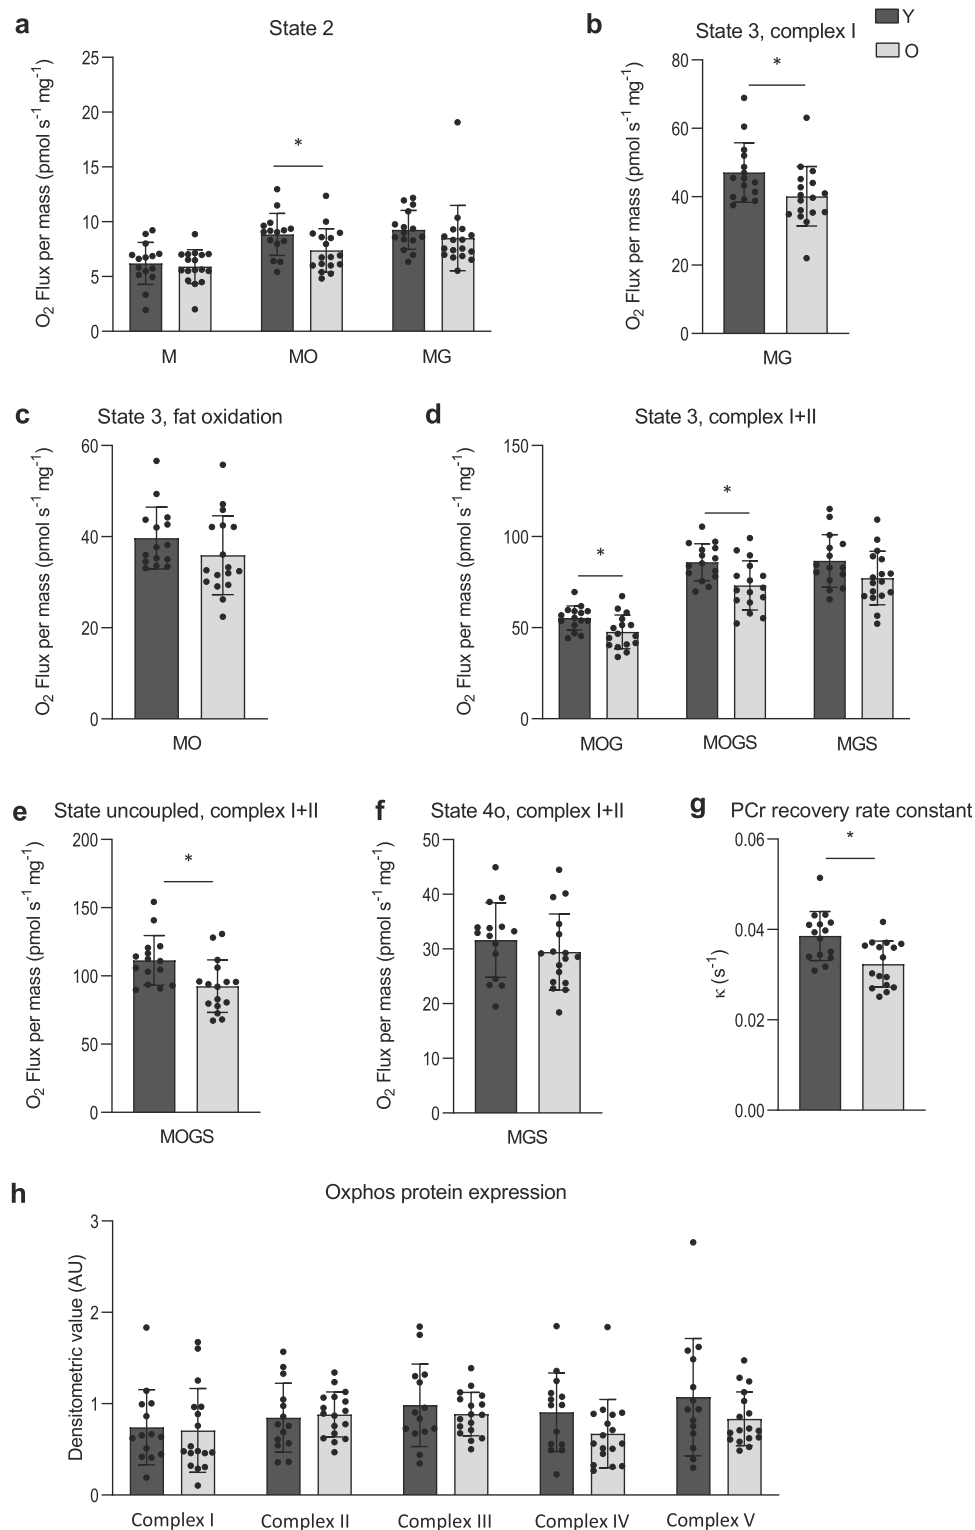 a
State 2
O2 Flux per mass (pmol s-1 mg-1)
25
20
15
10
5
0
M
MO
MG
*
b
State 3, complex I
Y
O
O2 Flux per mass (pmol s-1 mg-1)
80
60
40
20
0
*
MG
c
State 3, fat oxidation
O2 Flux per mass (pmol s-1 mg-1)
60
40
20
0
MO
d
State 3, complex I+II
O2 Flux per mass (pmol s-1 mg-1)
150
100
50
0
*
*
MOG
MOGS
MGS
e
State uncoupled, complex I+II
O2 Flux per mass (pmol s-1 mg-1)
200
150
100
50
0
*
MOGS
f
State 4o, complex I+II
O2 Flux per mass (pmol s-1 mg-1)
50
40
30
20
10
0
MGS
g
PCr recovery rate constant
κ (s-1)
0.06
0.04
0.02
0.00
*
h
Oxphos protein expression
Densitometric value (AU)
3
2
1
0
Complex I
Complex II
Complex III
Complex IV
Complex V